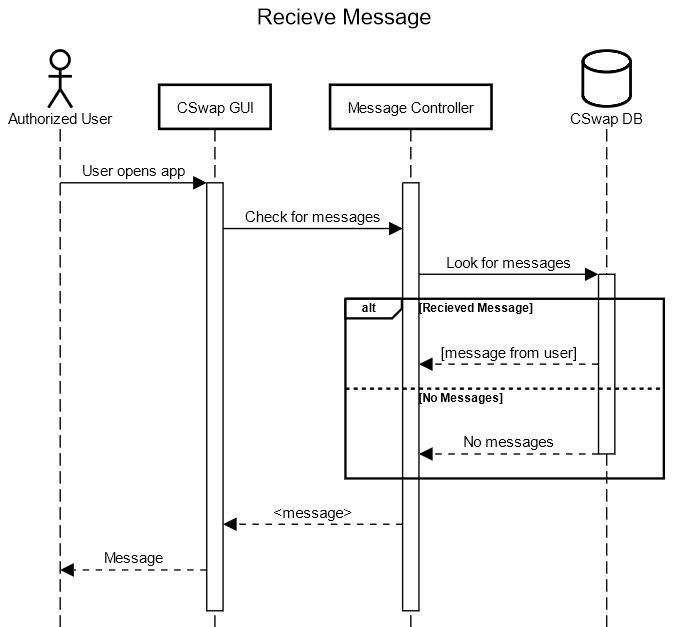 Recieve Message
Authorized User
CSwap GUI
Message Controller
CSwap DB
User opens app
Check for messages
Look for messages
alt
[Recieved Message]
[message from user]
[No Messages]
No messages
<message>
Message